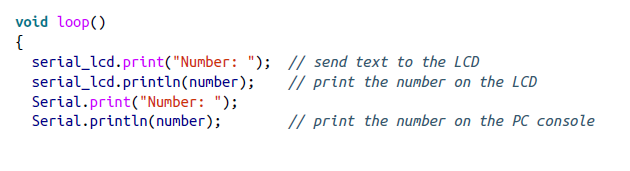 void loop()
{
  serial_lcd.print("Number: ");  // send text to the LCD
  serial_lcd.println(number);    // print the number on the LCD
  Serial.print("Number: ");
  Serial.println(number);        // print the number on the PC console